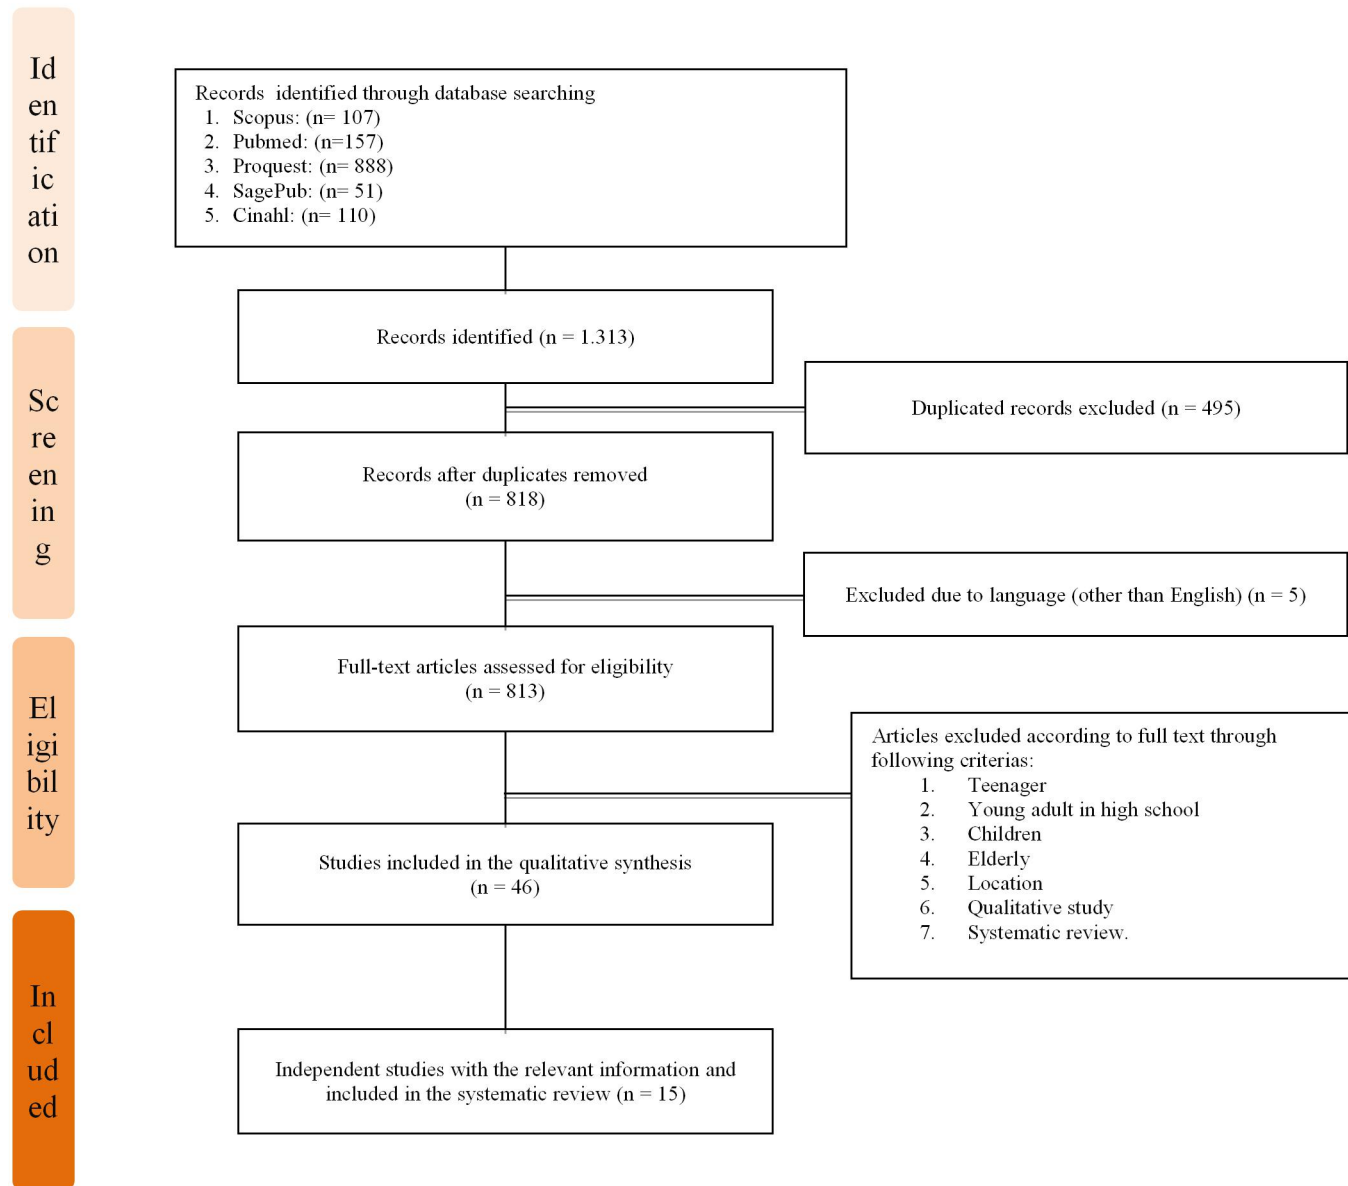 Id
en
tif
ic
ati
on
Records identified through database searching
1. Scopus: (n= 107)
2. Pubmed: (n=157)
3. Proquest: (n= 888)
4. SagePub: (n= 51)
5. Cinahl: (n= 110)
Records identified (n = 1.313)
Sc
re
en
in
g
Duplicated records excluded (n = 495)
Records after duplicates removed
(n = 818)
Excluded due to language (other than English) (n = 5)
El
igi
bil
ity
Full-text articles assessed for eligibility
(n = 813)
Articles excluded according to full text through
following criterias:
1. Teenager
2. Young adult in high school
3. Children
4. Elderly
5. Location
6. Qualitative study
7. Systematic review.
Studies included in the qualitative synthesis
(n = 46)
In
cl
ud
ed
Independent studies with the relevant information and
included in the systematic review (n = 15)